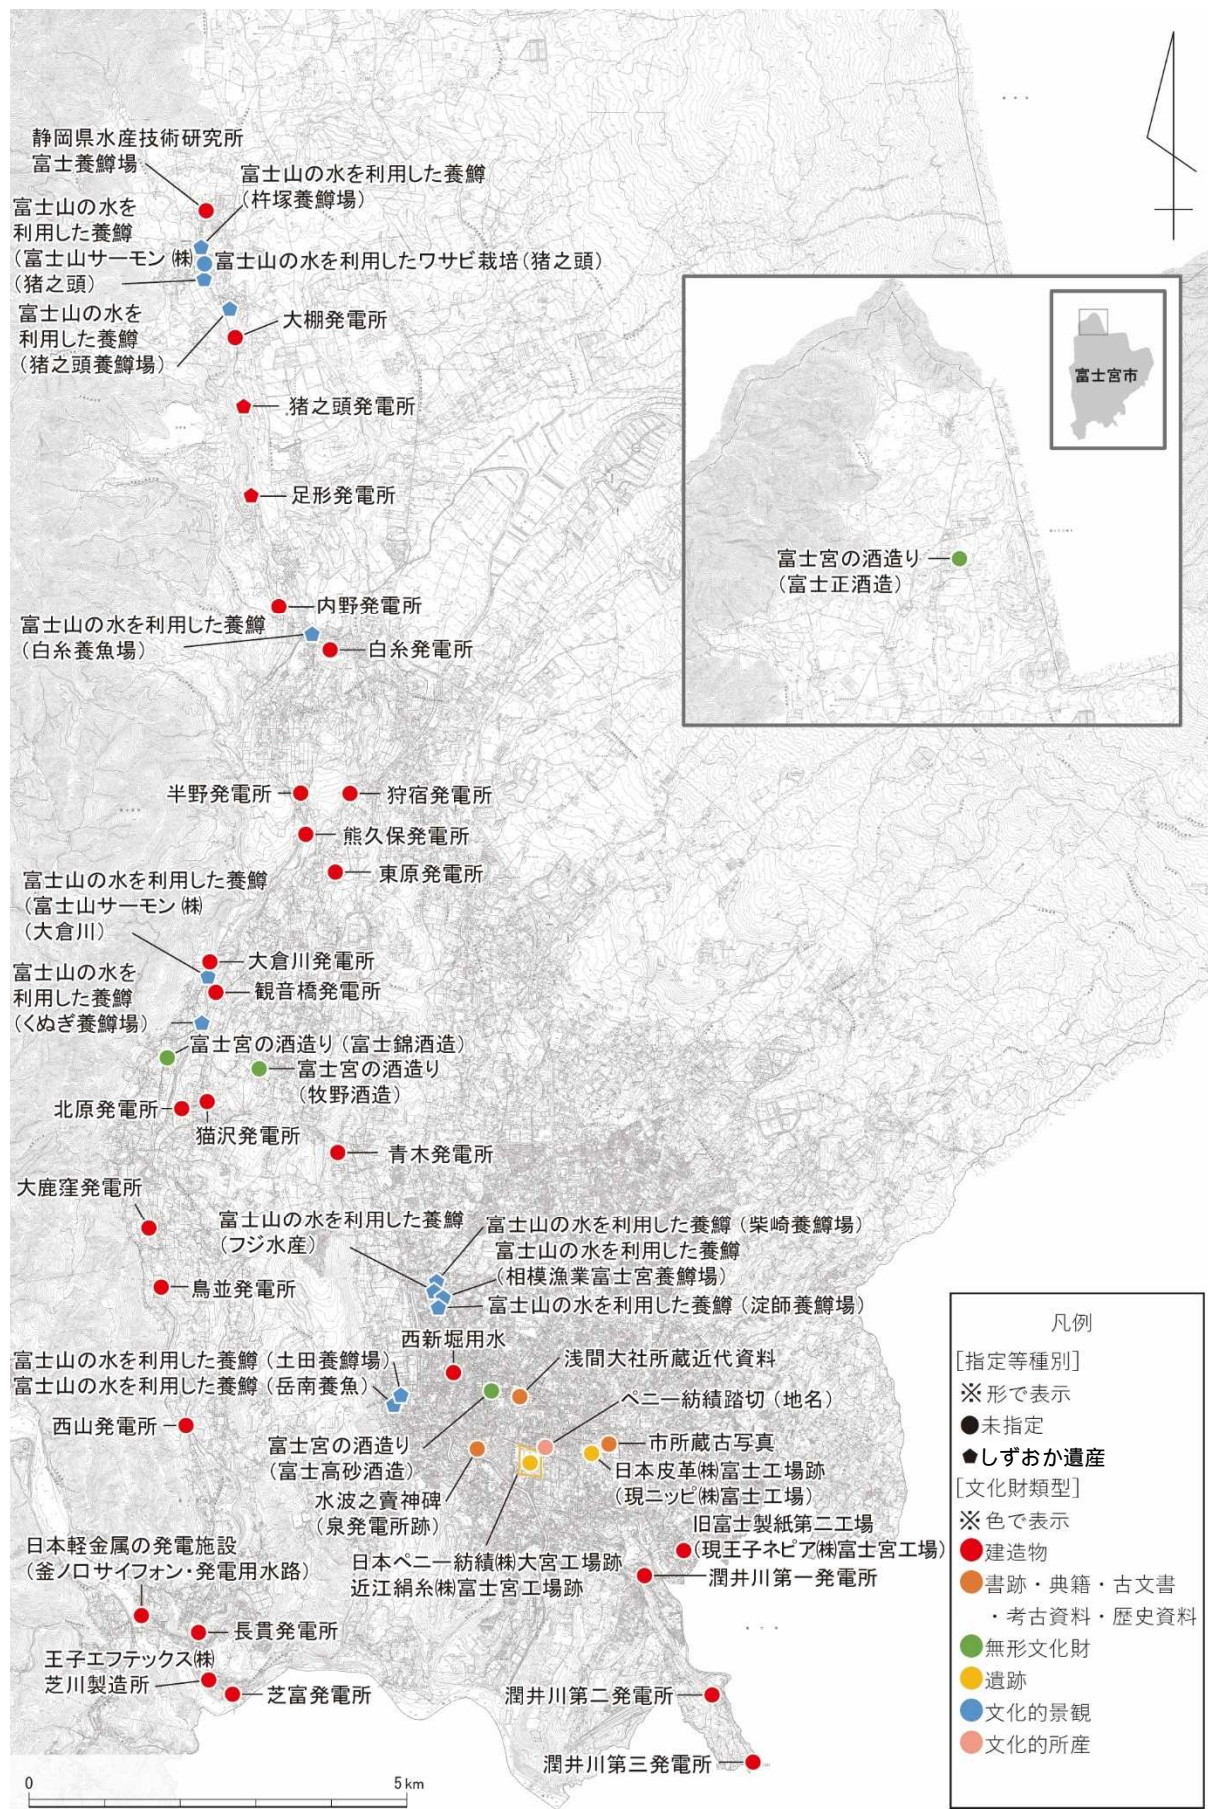 静岡県水産技術研究所
富士養鱒場
富士山の水を利用した養鱒
(杵塚養鱒場)
富士山の水を
利用した養鱒
(富士山サーモン㈱
(猪之頭)
富士山の水を利用したワサビ栽培(猪之頭)
富士山の水を
利用した養鱒
(猪之頭養鱒場)
大棚発電所
猪之頭発電所
足形発電所
富士宮市
富士宮の酒造り
(富士正酒造)
内野発電所
富士山の水を利用した養鱒
(白糸養魚場)
白糸発電所
半野発電所
狩宿発電所
熊久保発電所
東原発電所
富士山の水を利用した養鱒
(富士山サーモン㈱
(大倉川)
大倉川発電所
富士山の水を
利用した養鱒
(くぬぎ養鱒場)
観音橋発電所
富士宮の酒造り(富士錦酒造)
富士宮の酒造り
(牧野酒造)
北原発電所
猫沢発電所
青木発電所
大鹿窪発電所
富士山の水を利用した養鱒
(フジ水産)
富士山の水を利用した養鱒(柴崎養鱒場)
富士山の水を利用した養鱒
(相模漁業富士宮養鱒場)
富士山の水を利用した養鱒(淀師養鱒場)
鳥並発電所
西新堀用水
富士山の水を利用した養鱒(土田養鱒場)
富士山の水を利用した養鱒(岳南養魚)
浅間大社所蔵近代資料
ペニー紡績踏切(地名)
西山発電所
富士宮の酒造り
(富士高砂酒造)
市所蔵古写真
日本皮革㈱富士工場跡
(現ニッピ㈱富士工場)
水波之賣神碑
(泉発電所跡)
旧富士製紙第二工場
(現王子ネピア㈱富士宮工場)
日本ペニー紡績㈱大宮工場跡
近江絹糸㈱富士宮工場跡
潤井川第一発電所
日本軽金属の発電施設
(釜ノ口サイフォン・発電用水路)
長貫発電所
王子エフテックス㈱
芝川製造所
芝富発電所
潤井川第二発電所
潤井川第三発電所
凡例
[指定等種別]
※形で表示
未指定
しずおか遺産
[文化財類型]
※色で表示
建造物
書跡・典籍・古文書
・考古資料・歴史資料
無形文化財
遺跡
文化的景観
文化的所産
0 5km